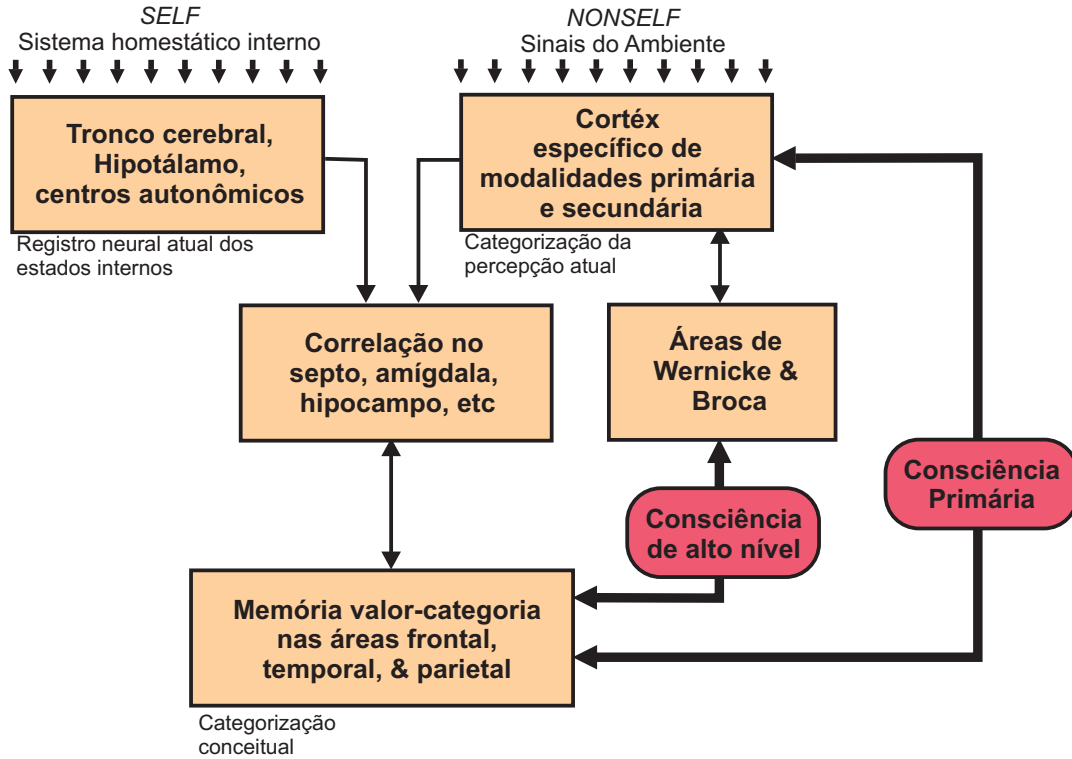 SELF
Sistema homestático interno
NONSELF
Sinais do Ambiente
Tronco cerebral,
Hipotálamo,
centros autonômicos
Registro neural atual dos
estados internos
Cortéx
específico de
modalidades primária
e secundária
Categorização da
percepção atual
Correlação no
septo, amígdala,
hipocampo, etc
Áreas de
Wernicke &
Broca
Consciência
Primária
Consciência
de alto nível
Memória valor-categoria
nas áreas frontal,
temporal, & parietal
Categorização
conceitual